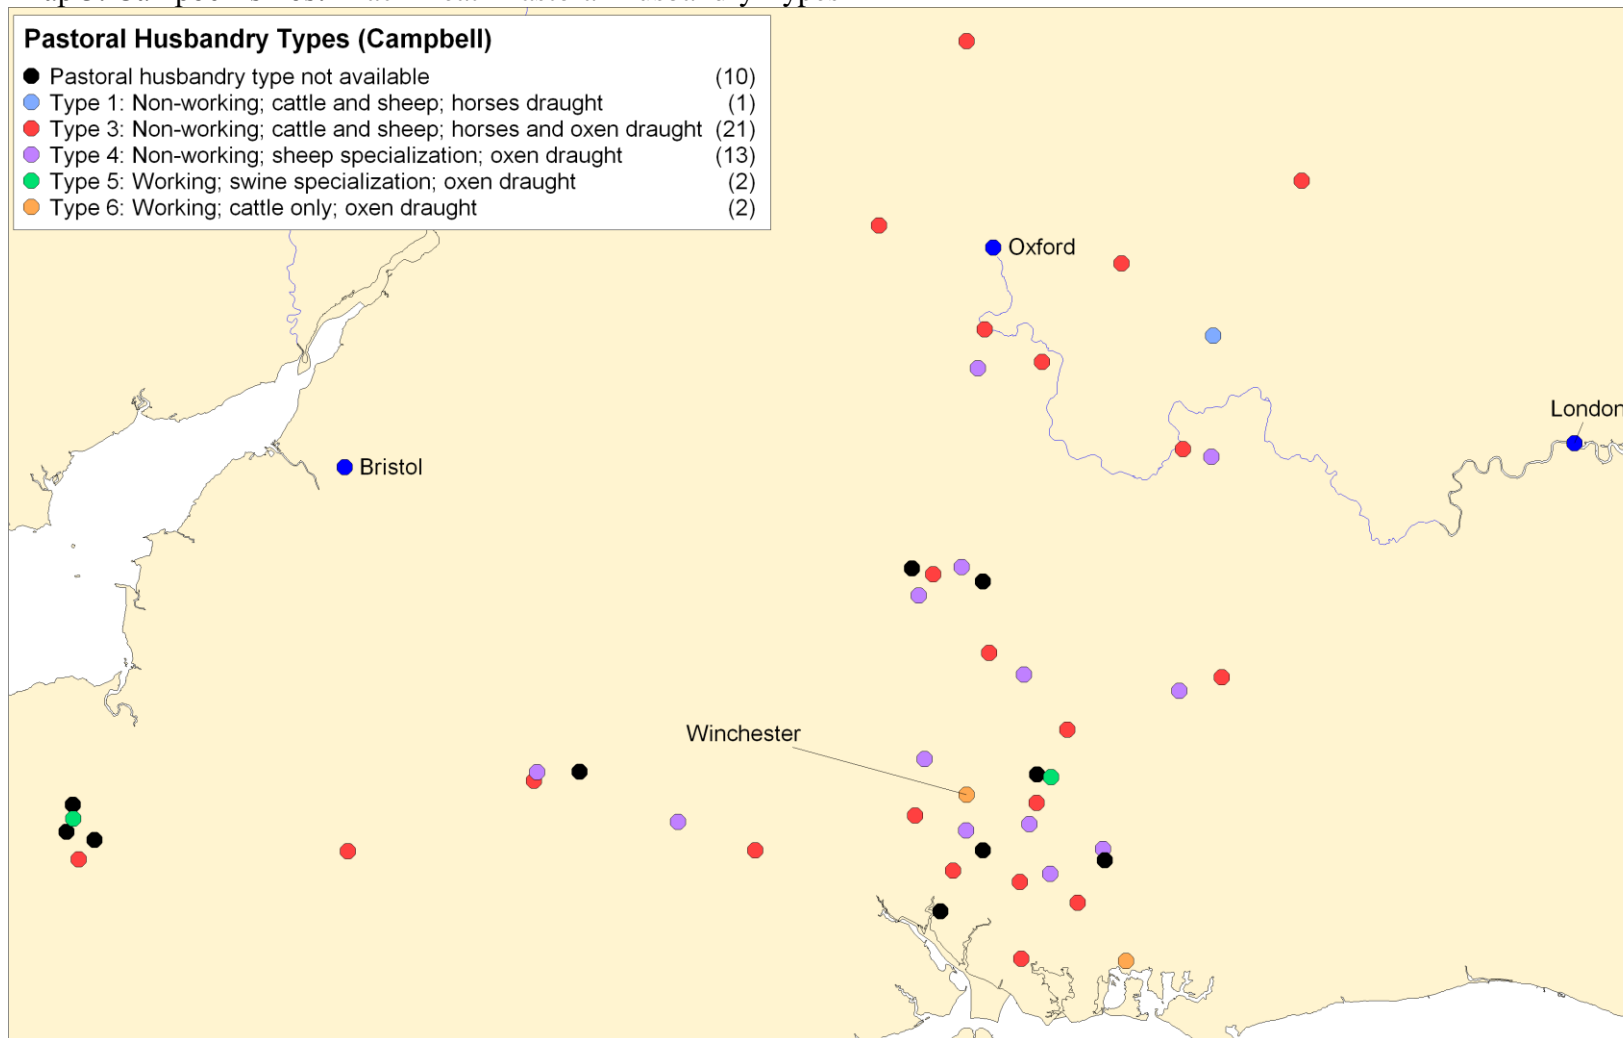 Pastoral Husbandry Types (Campbell)
Pastoral husbandry type not available (10)
Type 1: Non-working; cattle and sheep; horses draught (1)
Type 3: Non-working; cattle and sheep; horses and oxen draught (21)
Type 4: Non-working; sheep specialization; oxen draught (13)
Type 5: Working; swine specialization; oxen draught (2)
Type 6: Working; cattle only; oxen draught (2)
Oxford
London
Bristol
Winchester